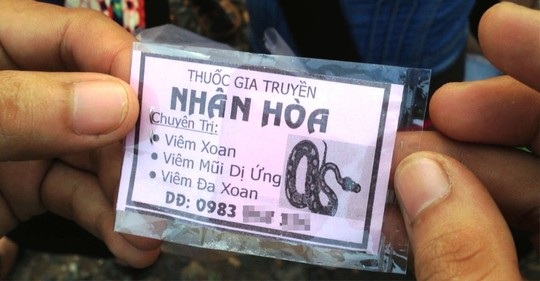 THUỐC GIA TRUYỀN
NHÂN HÒA
Chuyên Trị:
• Viêm Xoan
• Viêm Mũi Dị Ứng
• Viêm Đa Xoan
DĐ: 0983